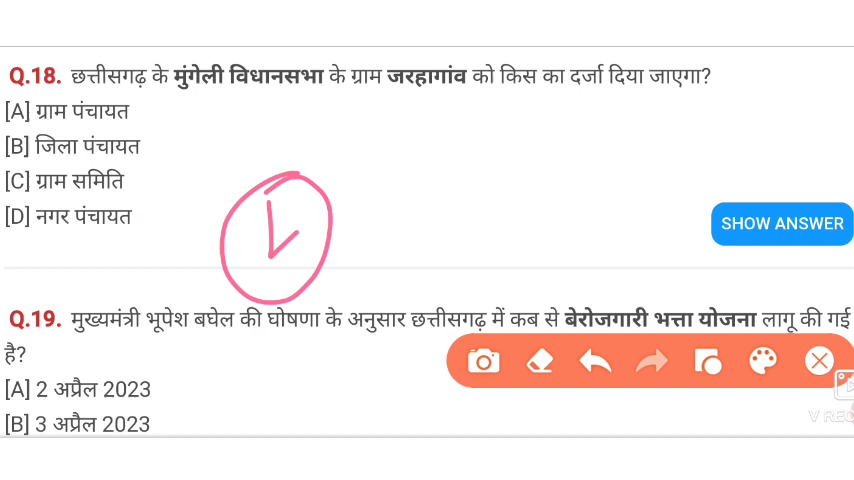 Q.18. छत्तीसगढ़ के मुंगेली विधानसभा के ग्राम जरहागांव को किस का दर्जा दिया जाएगा?
[A] ग्राम पंचायत
[B] जिला पंचायत
[C] ग्राम समिति
[D] नगर पंचायत
SHOW ANSWER
Q.19. मुख्यमंत्री भूपेश बघेल की घोषणा के अनुसार छत्तीसगढ़ में कब से बेरोजगारी भत्ता योजना लागू की गई
है?
[A] 2 अप्रैल 2023
V REC
[B] 3 अप्रैल 2023